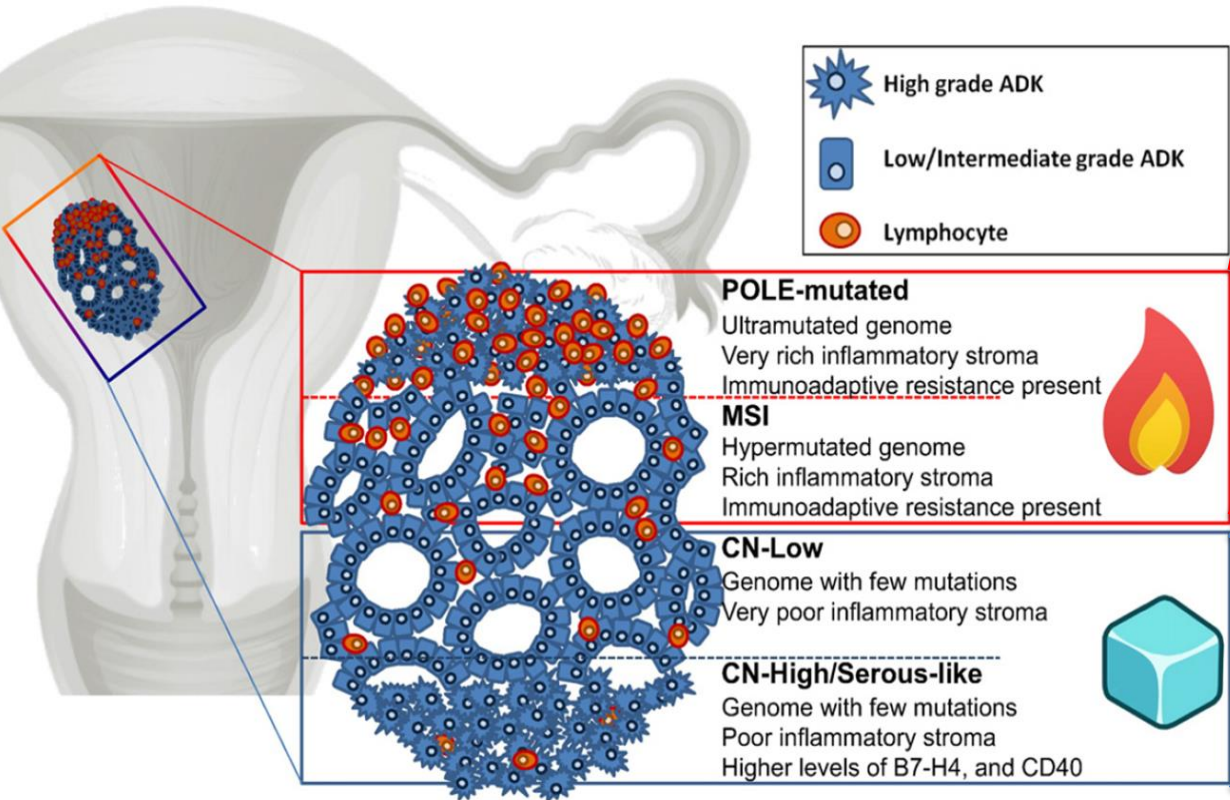 High grade ADK
Low/Intermediate grade ADK
Lymphocyte
POLE-mutated
Ultramutated genome
Very rich inflammatory stroma
Immunoadaptive resistance present
MSI
Hypermutated genome
Rich inflammatory stroma
Immunoadaptive resistance present
CN-Low
Genome with few mutations
Very poor inflammatory stroma
CN-High/Serous-like
Genome with few mutations
Poor inflammatory stroma
Higher levels of B7-H4, and CD40